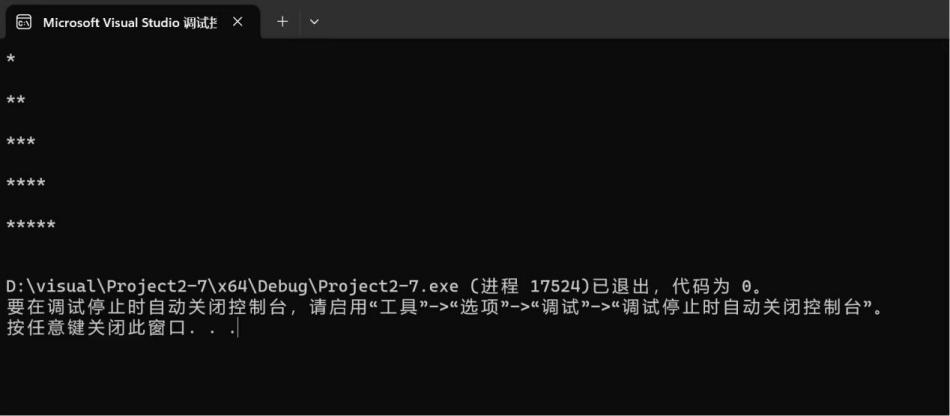 Microsoft Visual Studio 调试控
*
**
***
****
*****
D:\visual\Project2-7\x64\Debug\Project2-7.exe (进程 17524)已退出，代码为 0。
要在调试停止时自动关闭控制台，请启用“工具”->“选项”->“调试”->“调试停止时自动关闭控制台”。
按任意键关闭此窗口. . .